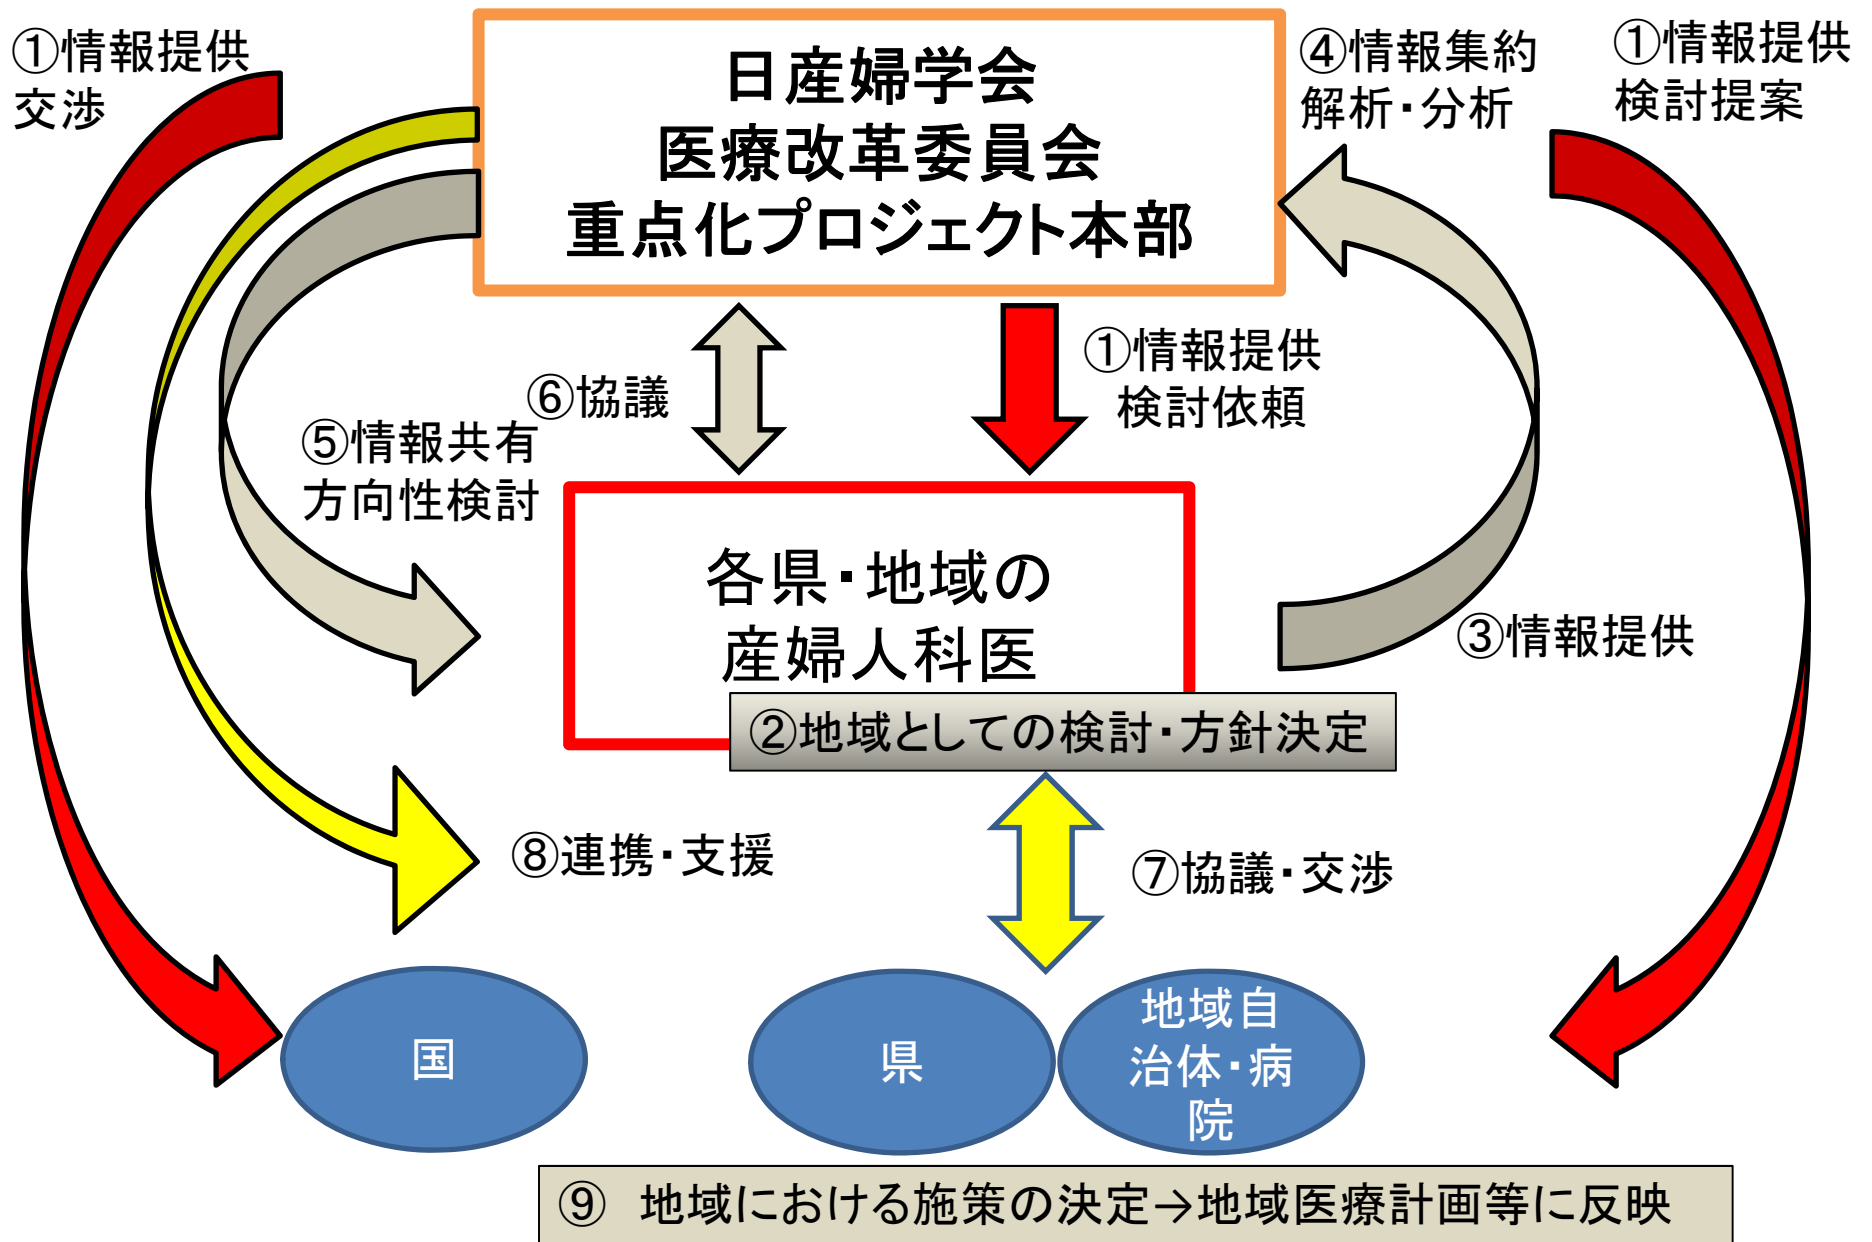 ①情報提供
交渉
日産婦学会
医療改革委員会
重点化プロジェクト本部
④情報集約
解析・分析
①情報提供
検討提案
⑥協議
①情報提供
検討依頼
⑤情報共有
方向性検討
各県・地域の
産婦人科医
③情報提供
②地域としての検討・方針決定
⑧連携・支援
⑦協議・交渉
国
県
地域自
治体・病
院
⑨　地域における施策の決定→地域医療計画等に反映